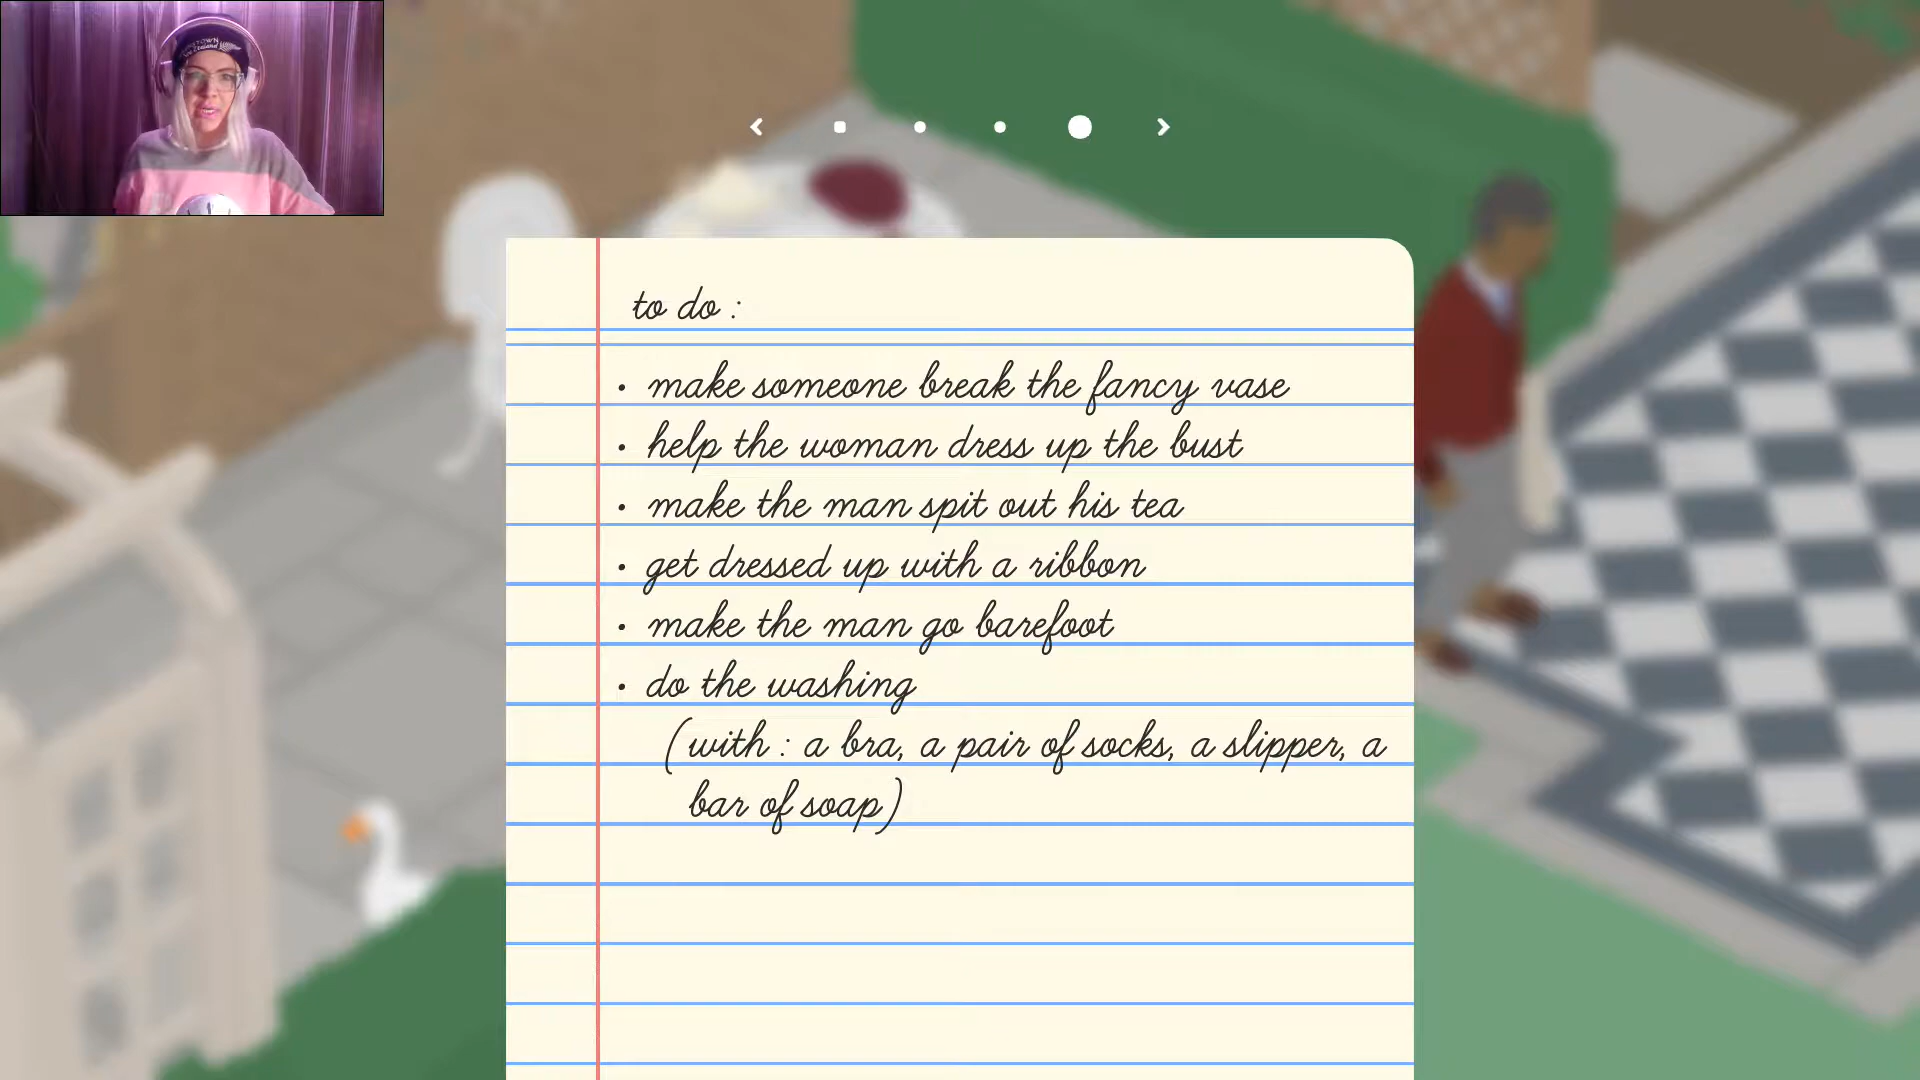 to do :
• make someone break the fancy vase
• help the woman dress up the bust
• make the man spit out his tea
• get dressed up with a ribbon
• make the man go barefoot
• do the washing
(with : a bra, a pair of socks, a slipper, a
bar of soap)